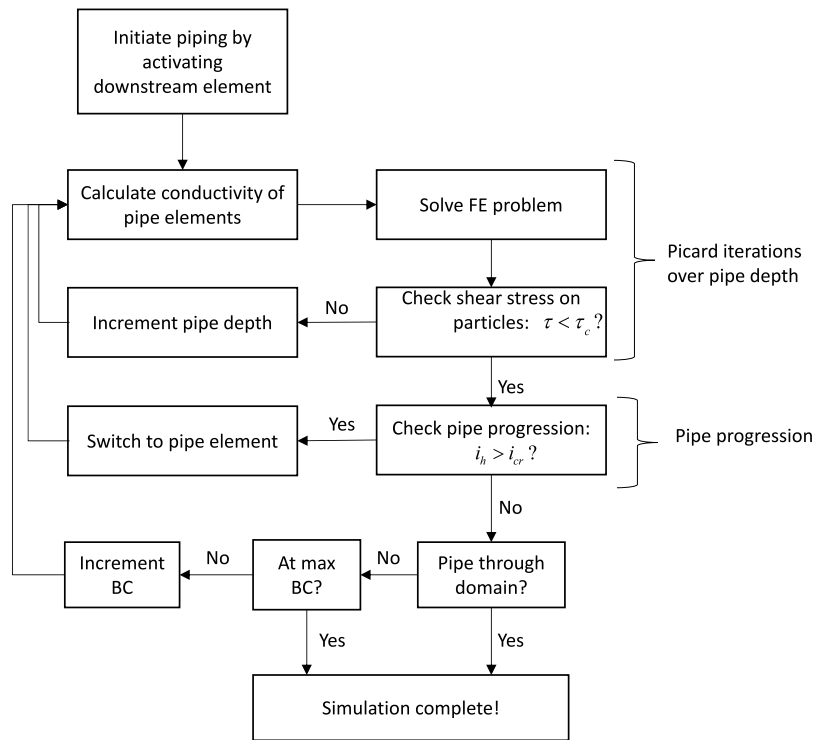 Initiate piping by
activating
downstream element
Calculate conductivity of
pipe elements
Solve FE problem
Picard iterations
over pipe depth
Increment pipe depth
No
Check shear stress on
particles: τ < τc ?
Yes
Switch to pipe element
Yes
Check pipe progression:
ih > icr ?
Pipe progression
No
Increment
BC
No
At max
BC?
No
Pipe through
domain?
Yes
Yes
Simulation complete!